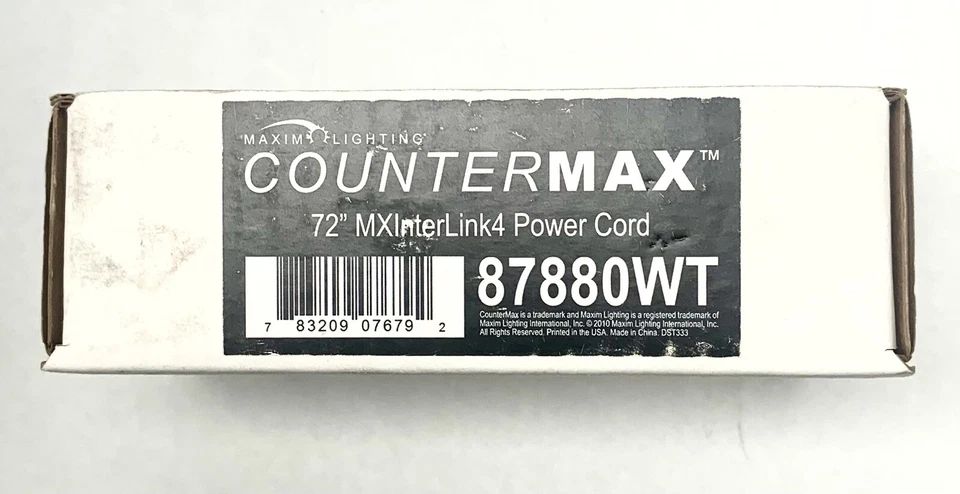 MAXIM LIGHTING®
COUNTERMAX™
72” MXInterLink4 Power Cord
87880WT
7 83209 07679 2
CounterMax is a trademark and Maxim Lighting is a registered trademark of
Maxim Lighting International, Inc. © 2010 Maxim Lighting International, Inc.
All Rights Reserved. Printed in the USA. Made in China. DST333